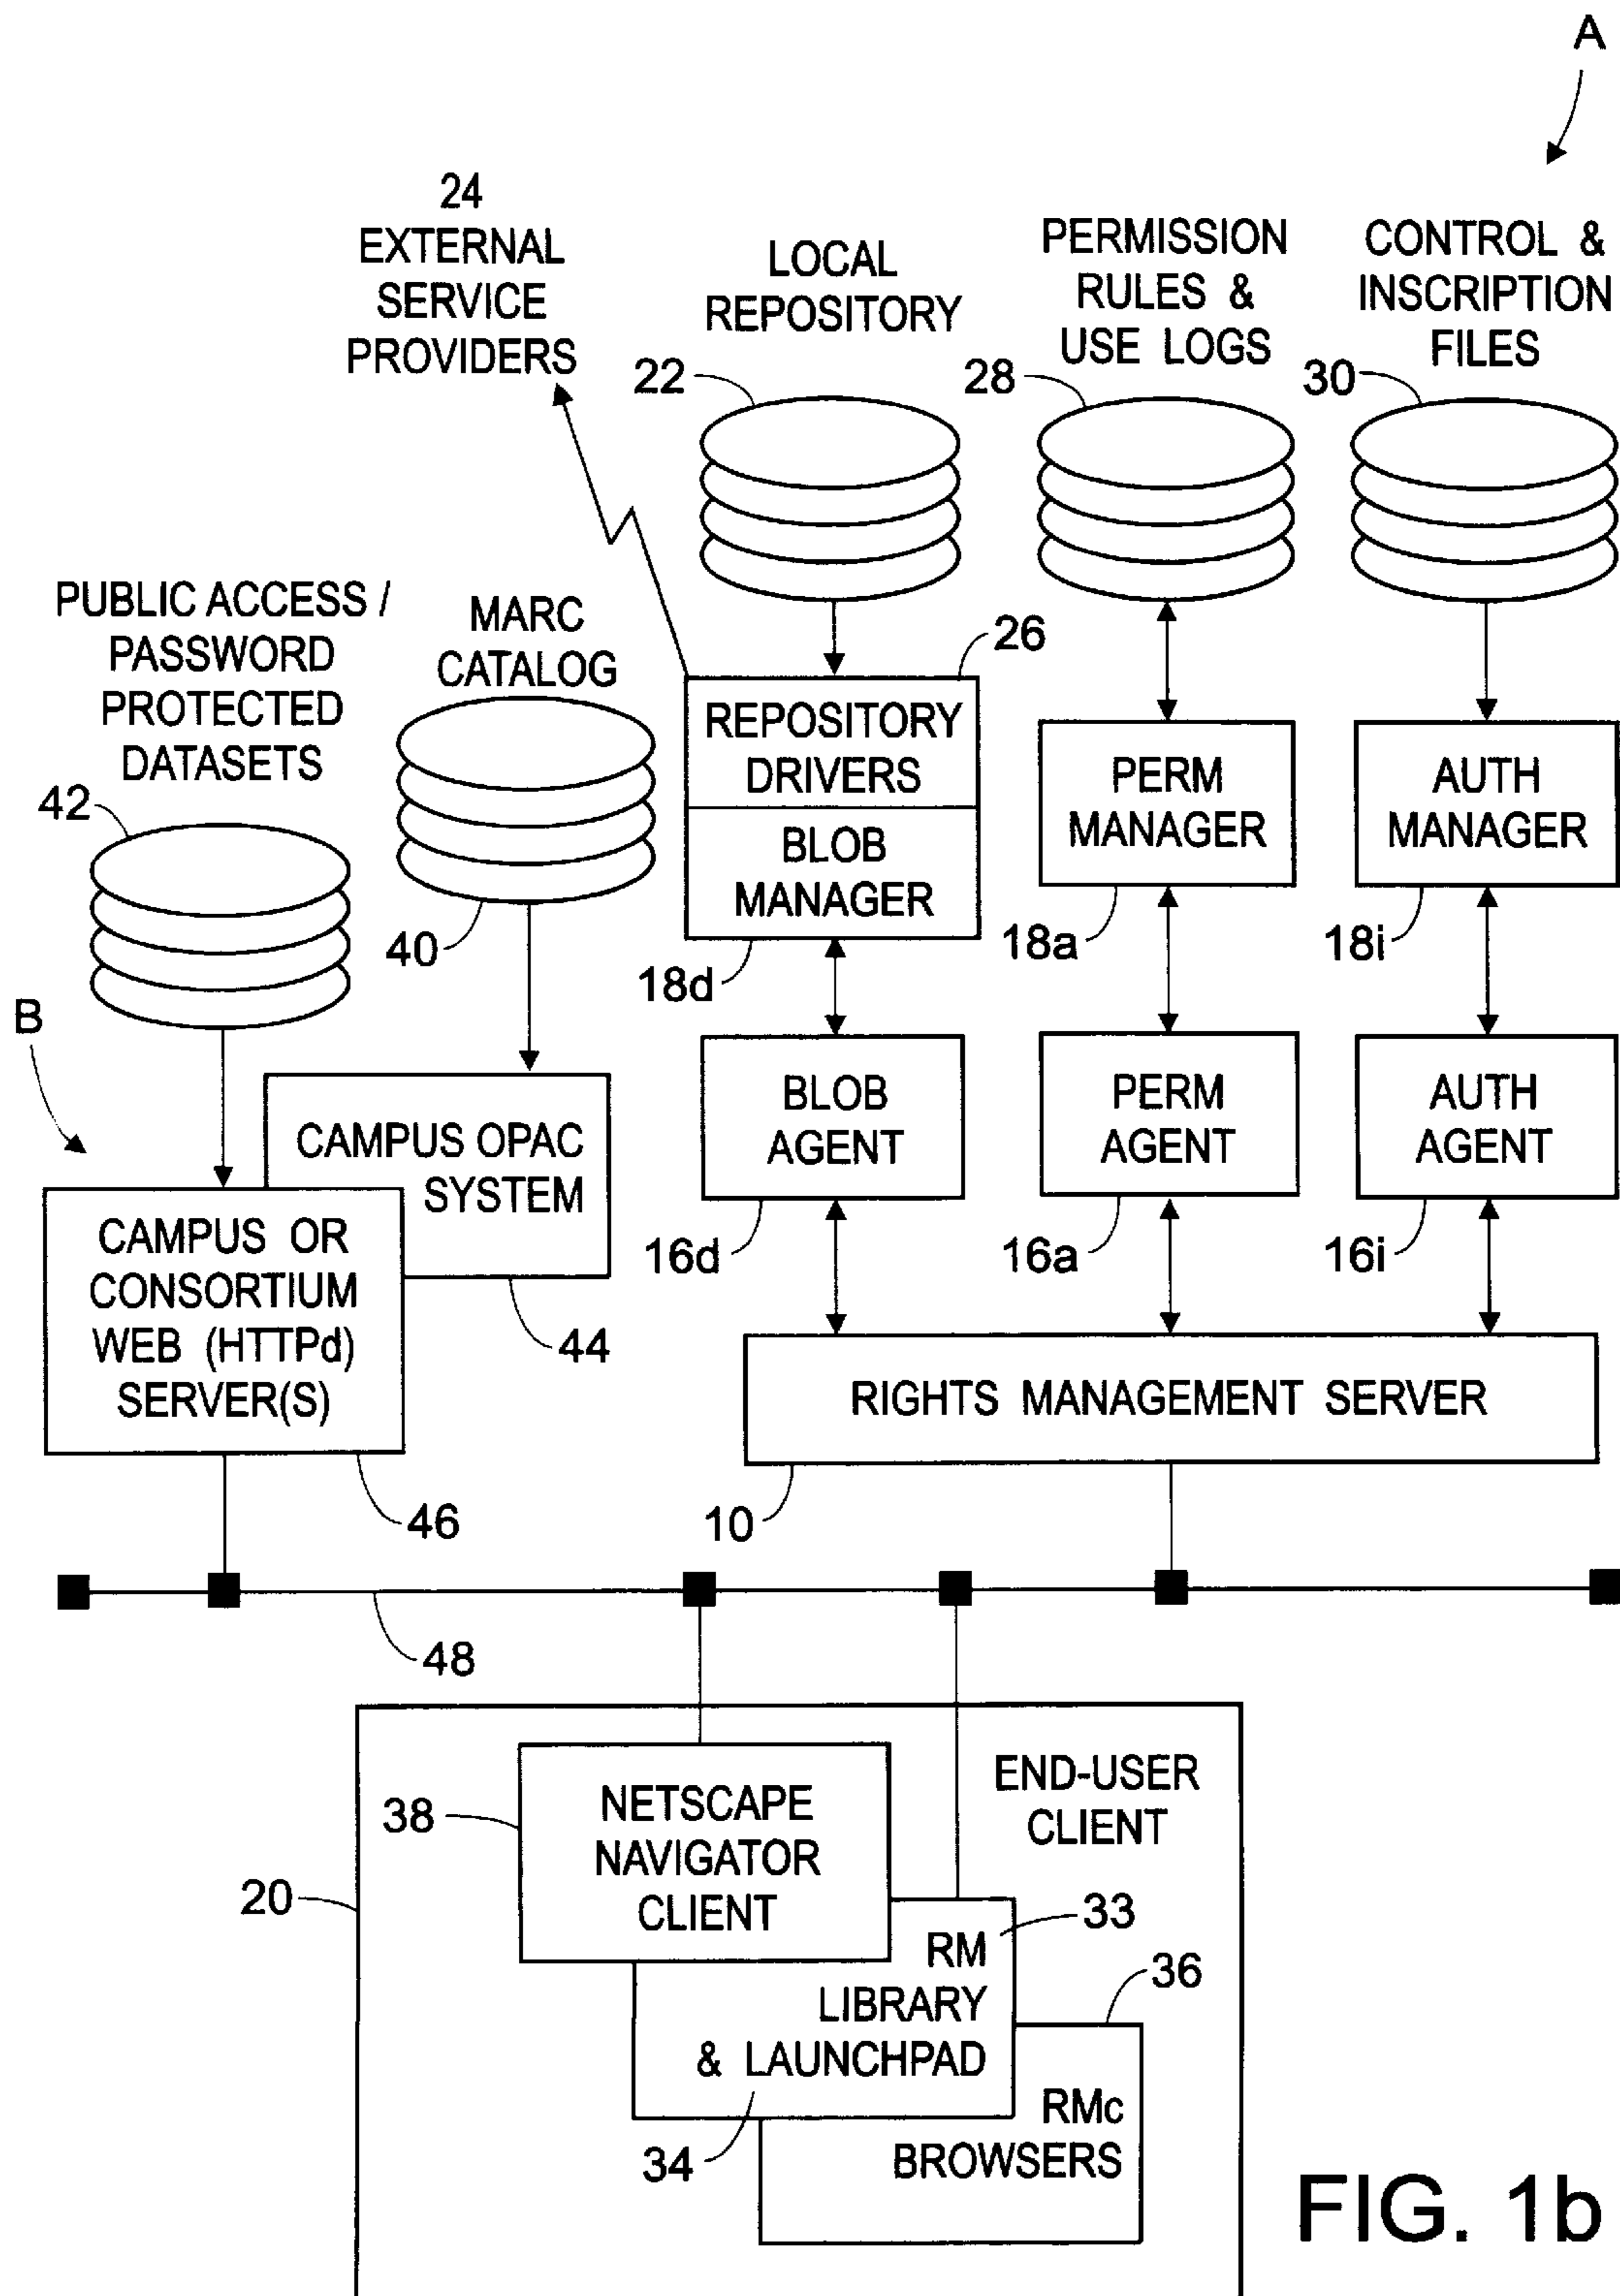 A
24
EXTERNAL
SERVICE
PROVIDERS
LOCAL
REPOSITORY
PERMISSION
RULES &
USE LOGS
CONTROL &
INSCRIPTION
FILES
22
28
30
PUBLIC ACCESS /
PASSWORD
PROTECTED
DATASETS
MARC
CATALOG
26
42
40
REPOSITORY
DRIVERS
BLOB
MANAGER
PERM
MANAGER
AUTH
MANAGER
18d
18a
18i
B
BLOB
AGENT
PERM
AGENT
AUTH
AGENT
CAMPUS OPAC
SYSTEM
CAMPUS OR
CONSORTIUM
WEB (HTTPd)
SERVER(S)
16d
16a
16i
44
RIGHTS MANAGEMENT SERVER
46
10
48
END-USER
CLIENT
38
NETSCAPE
NAVIGATOR
CLIENT
20
33
RM
LIBRARY
& LAUNCHPAD
36
34
RMc
BROWSERS
FIG. 1b